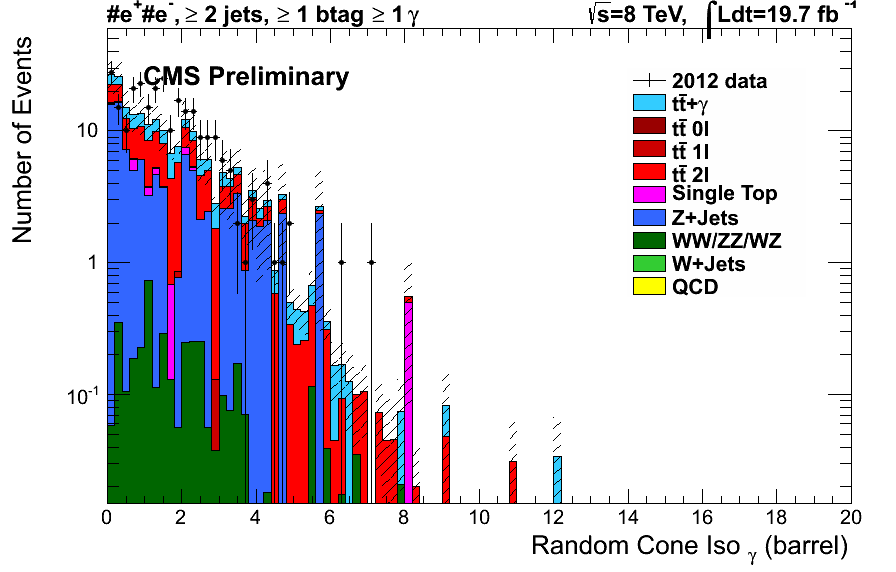 #e⁺#e⁻, ≥ 2 jets, ≥ 1 btag ≥ 1 γ
√s=8 TeV, ∫Ldt=19.7 fb⁻¹
CMS Preliminary
2012 data
tt̄+γ
tt̄ 0l
tt̄ 1l
tt̄ 2l
Single Top
Z+Jets
WW/ZZ/WZ
W+Jets
QCD
Number of Events
10
1
10⁻¹
0 2 4 6 8 10 12 14 16 18 20
Random Cone Iso γ (barrel)